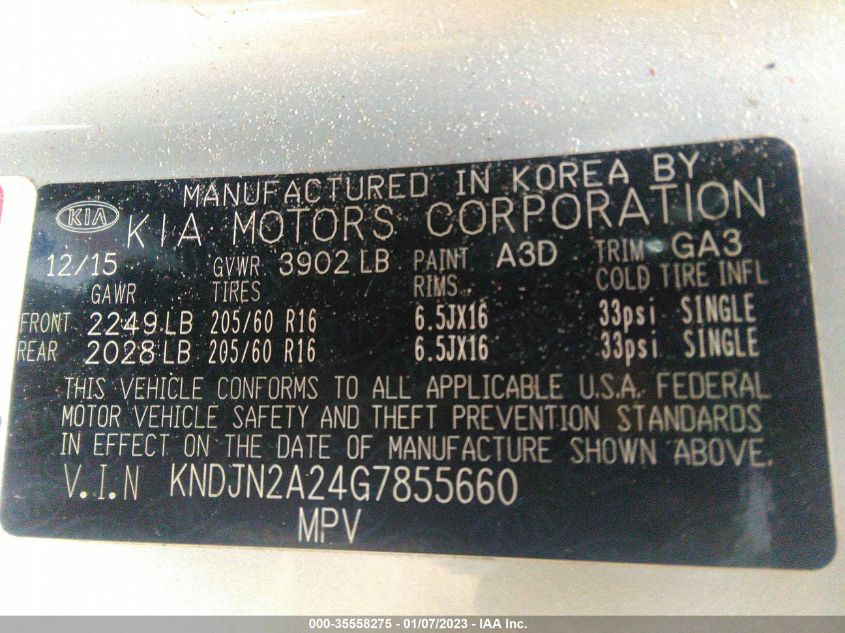 MANUFACTURED IN KOREA BY
KIA KIA MOTORS CORPORATION
12/15 GVWR 3902 LB PAINT A3D TRIM GA3
GAWR TIRES RIMS COLD TIRE INFL
FRONT 2249 LB 205/60 R16 6.5JX16 33psi SINGLE
REAR 2028 LB 205/60 R16 6.5JX16 33psi SINGLE
THIS VEHICLE CONFORMS TO ALL APPLICABLE U.S.A. FEDERAL
MOTOR VEHICLE SAFETY AND THEFT PREVENTION STANDARDS
IN EFFECT ON THE DATE OF MANUFACTURE SHOWN ABOVE.
V.I.N KNDJN2A24G7855660
MPV
000-35558275 - 01/07/2023 - IAA Inc.